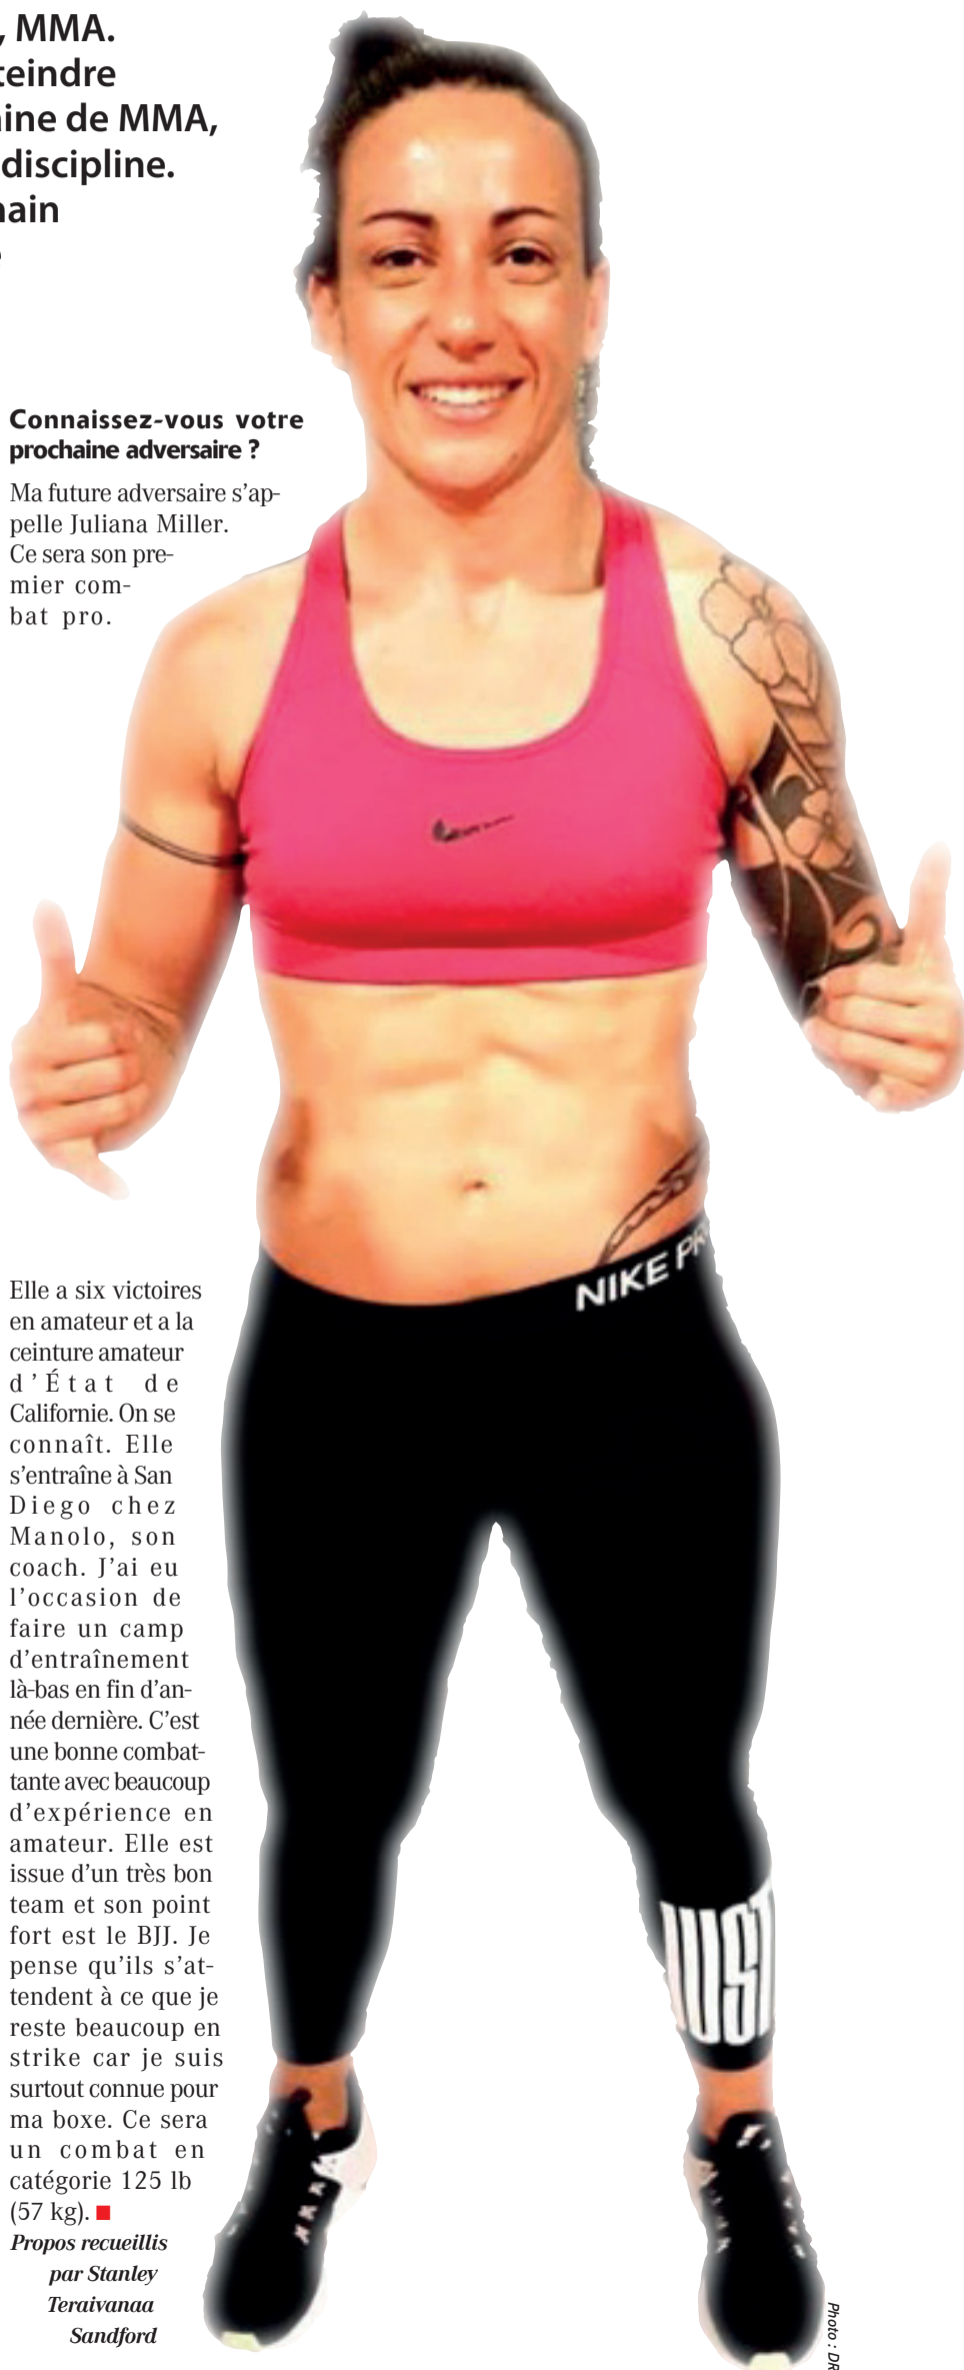 , MMA.
teindre
ine de MMA,
discipline.
ain
Connaissez-vous votre
prochaine adversaire ?
Ma future adversaire s'ap-
pelle Juliana Miller.
Ce sera son pre-
mier com-
bat pro.
NIKE PR
Elle a six victoires
en amateur et a la
ceinture amateur
d'État de
Californie. On se
connaît. Elle
s'entraîne à San
Diego chez
Manolo, son
coach. J'ai eu
l'occasion de
faire un camp
d'entraînement
là-bas en fin d'an-
née dernière. C'est
une bonne combat-
tante avec beaucoup
d'expérience en
amateur. Elle est
issue d'un très bon
team et son point
fort est le BJJ. Je
pense qu'ils s'at-
tendent à ce que je
reste beaucoup en
strike car je suis
surtout connue pour
ma boxe. Ce sera
un combat en
catégorie 125 lb
(57 kg).
Propos recueillis
par Stanley
Teraivanaa
Sandford
JUST
Photo : DR